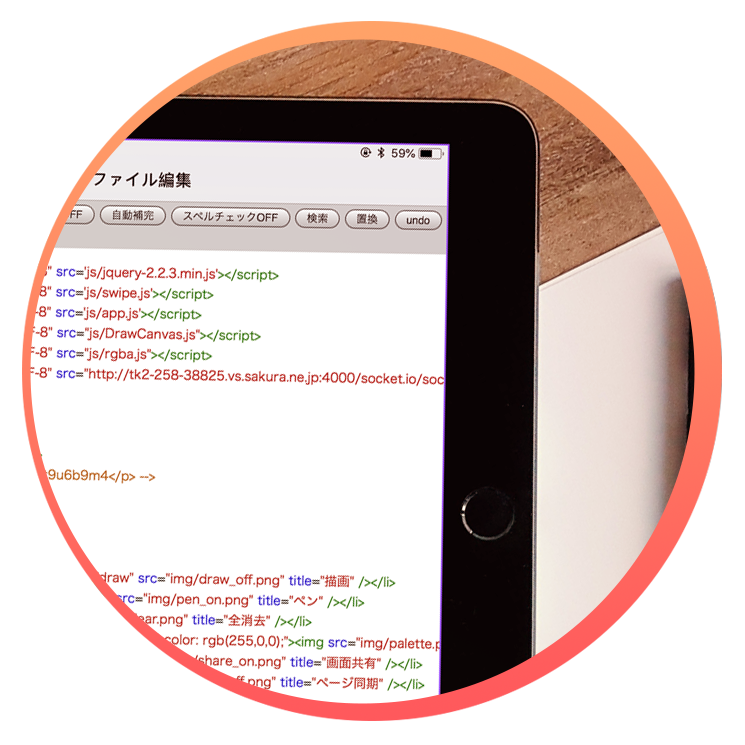 59%
ファイル編集
FF 自動補完 スペルチェックOFF 検索 置換 undo
8" src='js/jquery-2.2.3.min.js'></script>
-8" src='js/swipe.js'></script>
F-8" src='js/app.js'></script>
F-8" src="js/DrawCanvas.js"></script>
F-8" src="js/rgba.js"></script>
F-8" src="http://tk2-258-38825.vs.sakura.ne.jp:4000/socket.io/soc
9u6b9m4</p> -->
draw" src="img/draw_off.png" title="描画" /></li>
src="img/pen_on.png" title="ペン" /></li>
ear.png" title="全消去" /></li>
color: rgb(255,0,0);"><img src="img/palette.p
/share_on.png" title="画面共有" /></li>
ff.png" title="ページ同期" /></li>